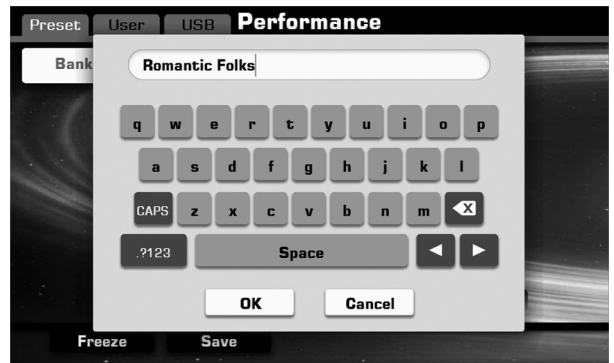 Preset User USB Performance
Bank
Romantic Folks
q w e r t y u i o p
a s d f g h j k l
CAPS z x c v b n m X
.?123 Space
OK Cancel
Freeze Save